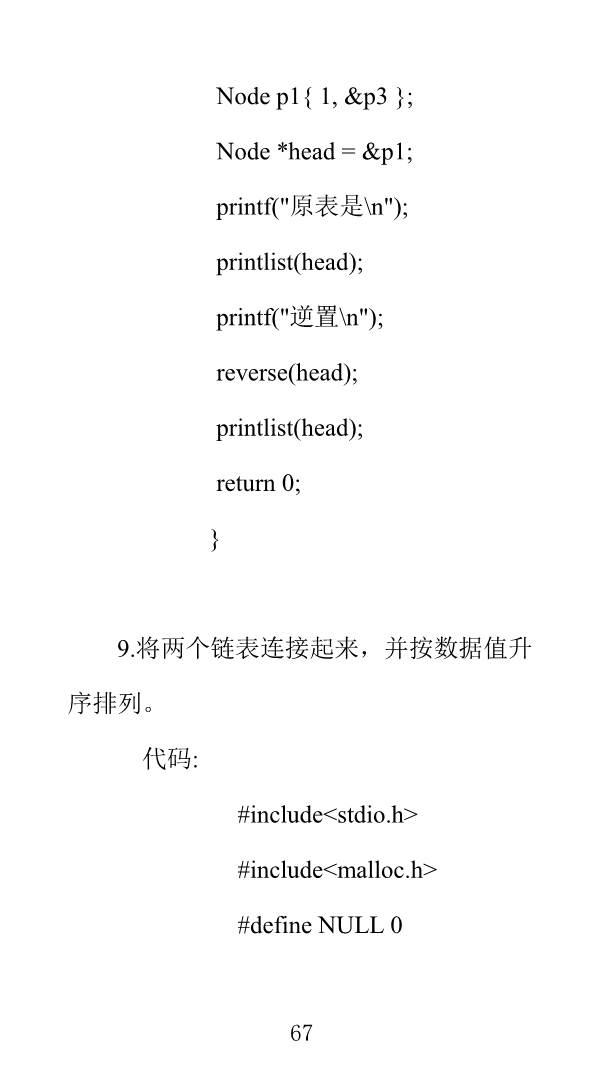 Node p1{ 1, &p3 };
Node *head = &p1;
printf("原表是\n");
printlist(head);
printf("逆置\n");
reverse(head);
printlist(head);
return 0;
}
9.将两个链表连接起来，并按数据值升
序排列。
代码:
#include<stdio.h>
#include<malloc.h>
#define NULL 0
67